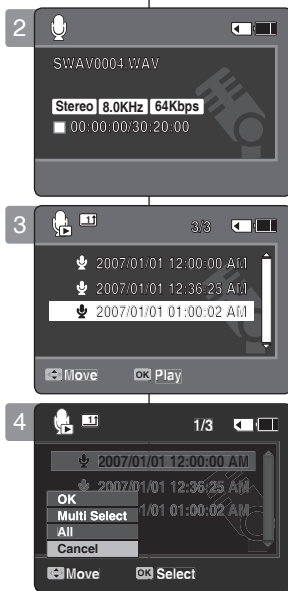 2
SWAV0004.WAV
Stereo 8.0KHz 64Kbps
00:00:00/30:20:00
3
3/3
2007/01/01 12:00:00 AM
2007/01/01 12:36:25 AM
2007/01/01 01:00:02 AM
Move OK Play
4
1/3
2007/01/01 12:00:00 AM
2007/01/01 12:36:25 AM
OK
Multi Select /01/01 01:00:02 AM
All
Cancel
Move OK Select